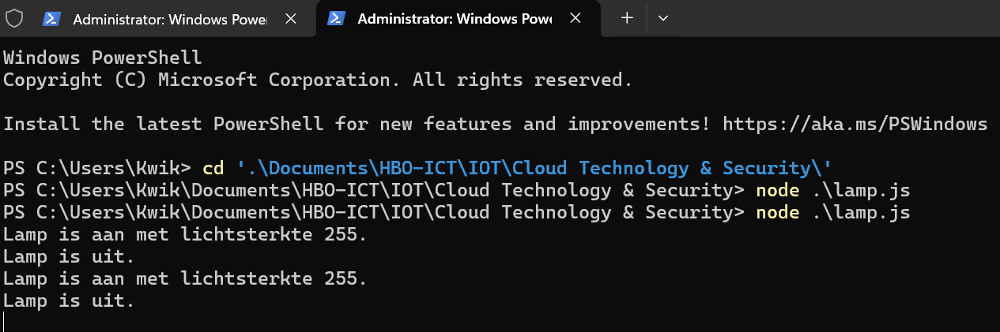 Administrator: Windows Power
Administrator: Windows Powe
Windows PowerShell
Copyright (C) Microsoft Corporation. All rights reserved.
Install the latest PowerShell for new features and improvements! https://aka.ms/PSWindows
PS C:\Users\Kwik> cd '.\Documents\HBO-ICT\IOT\Cloud Technology & Security\'
PS C:\Users\Kwik\Documents\HBO-ICT\IOT\Cloud Technology & Security> node .\lamp.js
PS C:\Users\Kwik\Documents\HBO-ICT\IOT\Cloud Technology & Security> node .\lamp.js
Lamp is aan met lichtsterkte 255.
Lamp is uit.
Lamp is aan met lichtsterkte 255.
Lamp is uit.